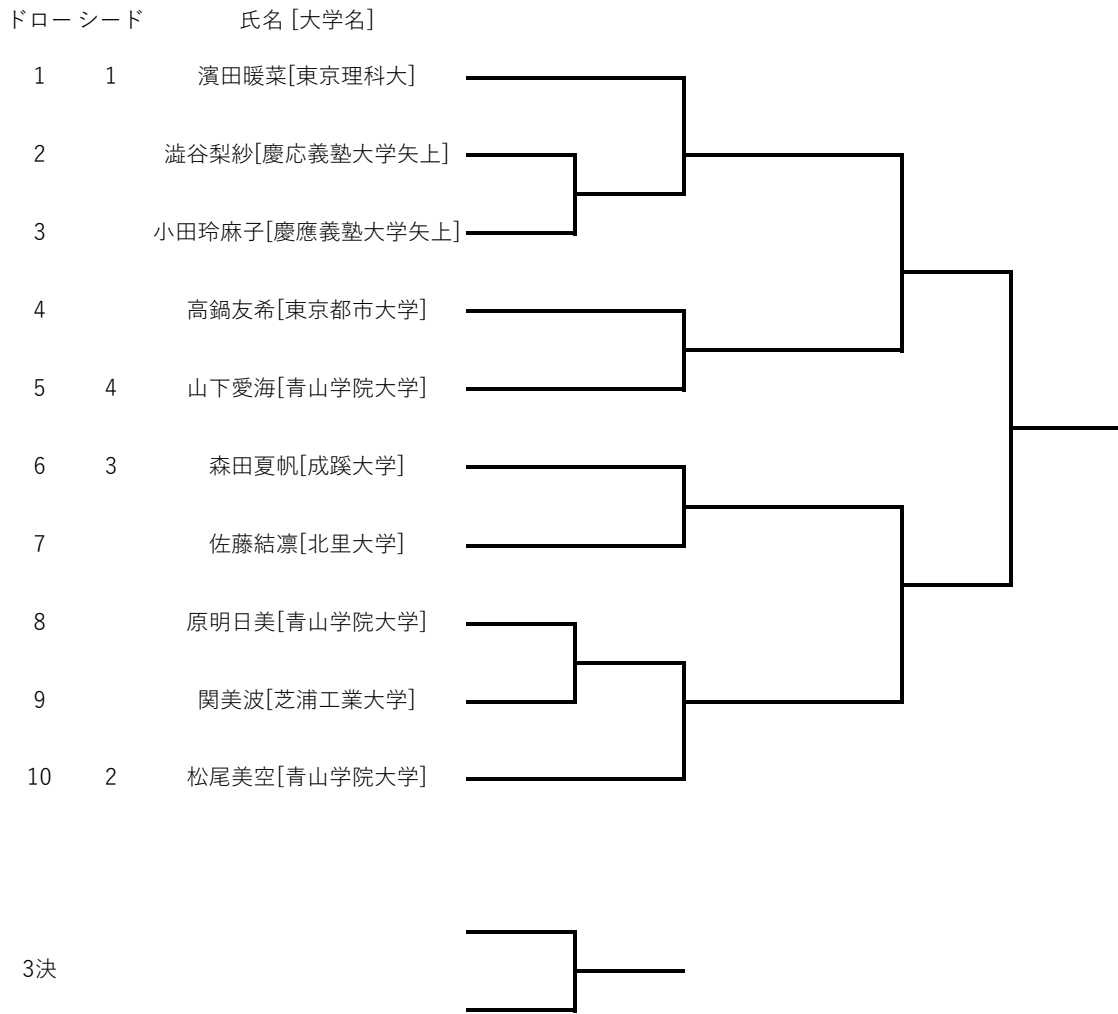 ドロー シード 氏名 [大学名]
1 1 濱田暖菜[東京理科大]
2 澁谷梨紗[慶応義塾大学矢上]
3 小田玲麻子[慶應義塾大学矢上]
4 高鍋友希[東京都市大学]
5 4 山下愛海[青山学院大学]
6 3 森田夏帆[成蹊大学]
7 佐藤結凛[北里大学]
8 原明日美[青山学院大学]
9 関美波[芝浦工業大学]
10 2 松尾美空[青山学院大学]
3決